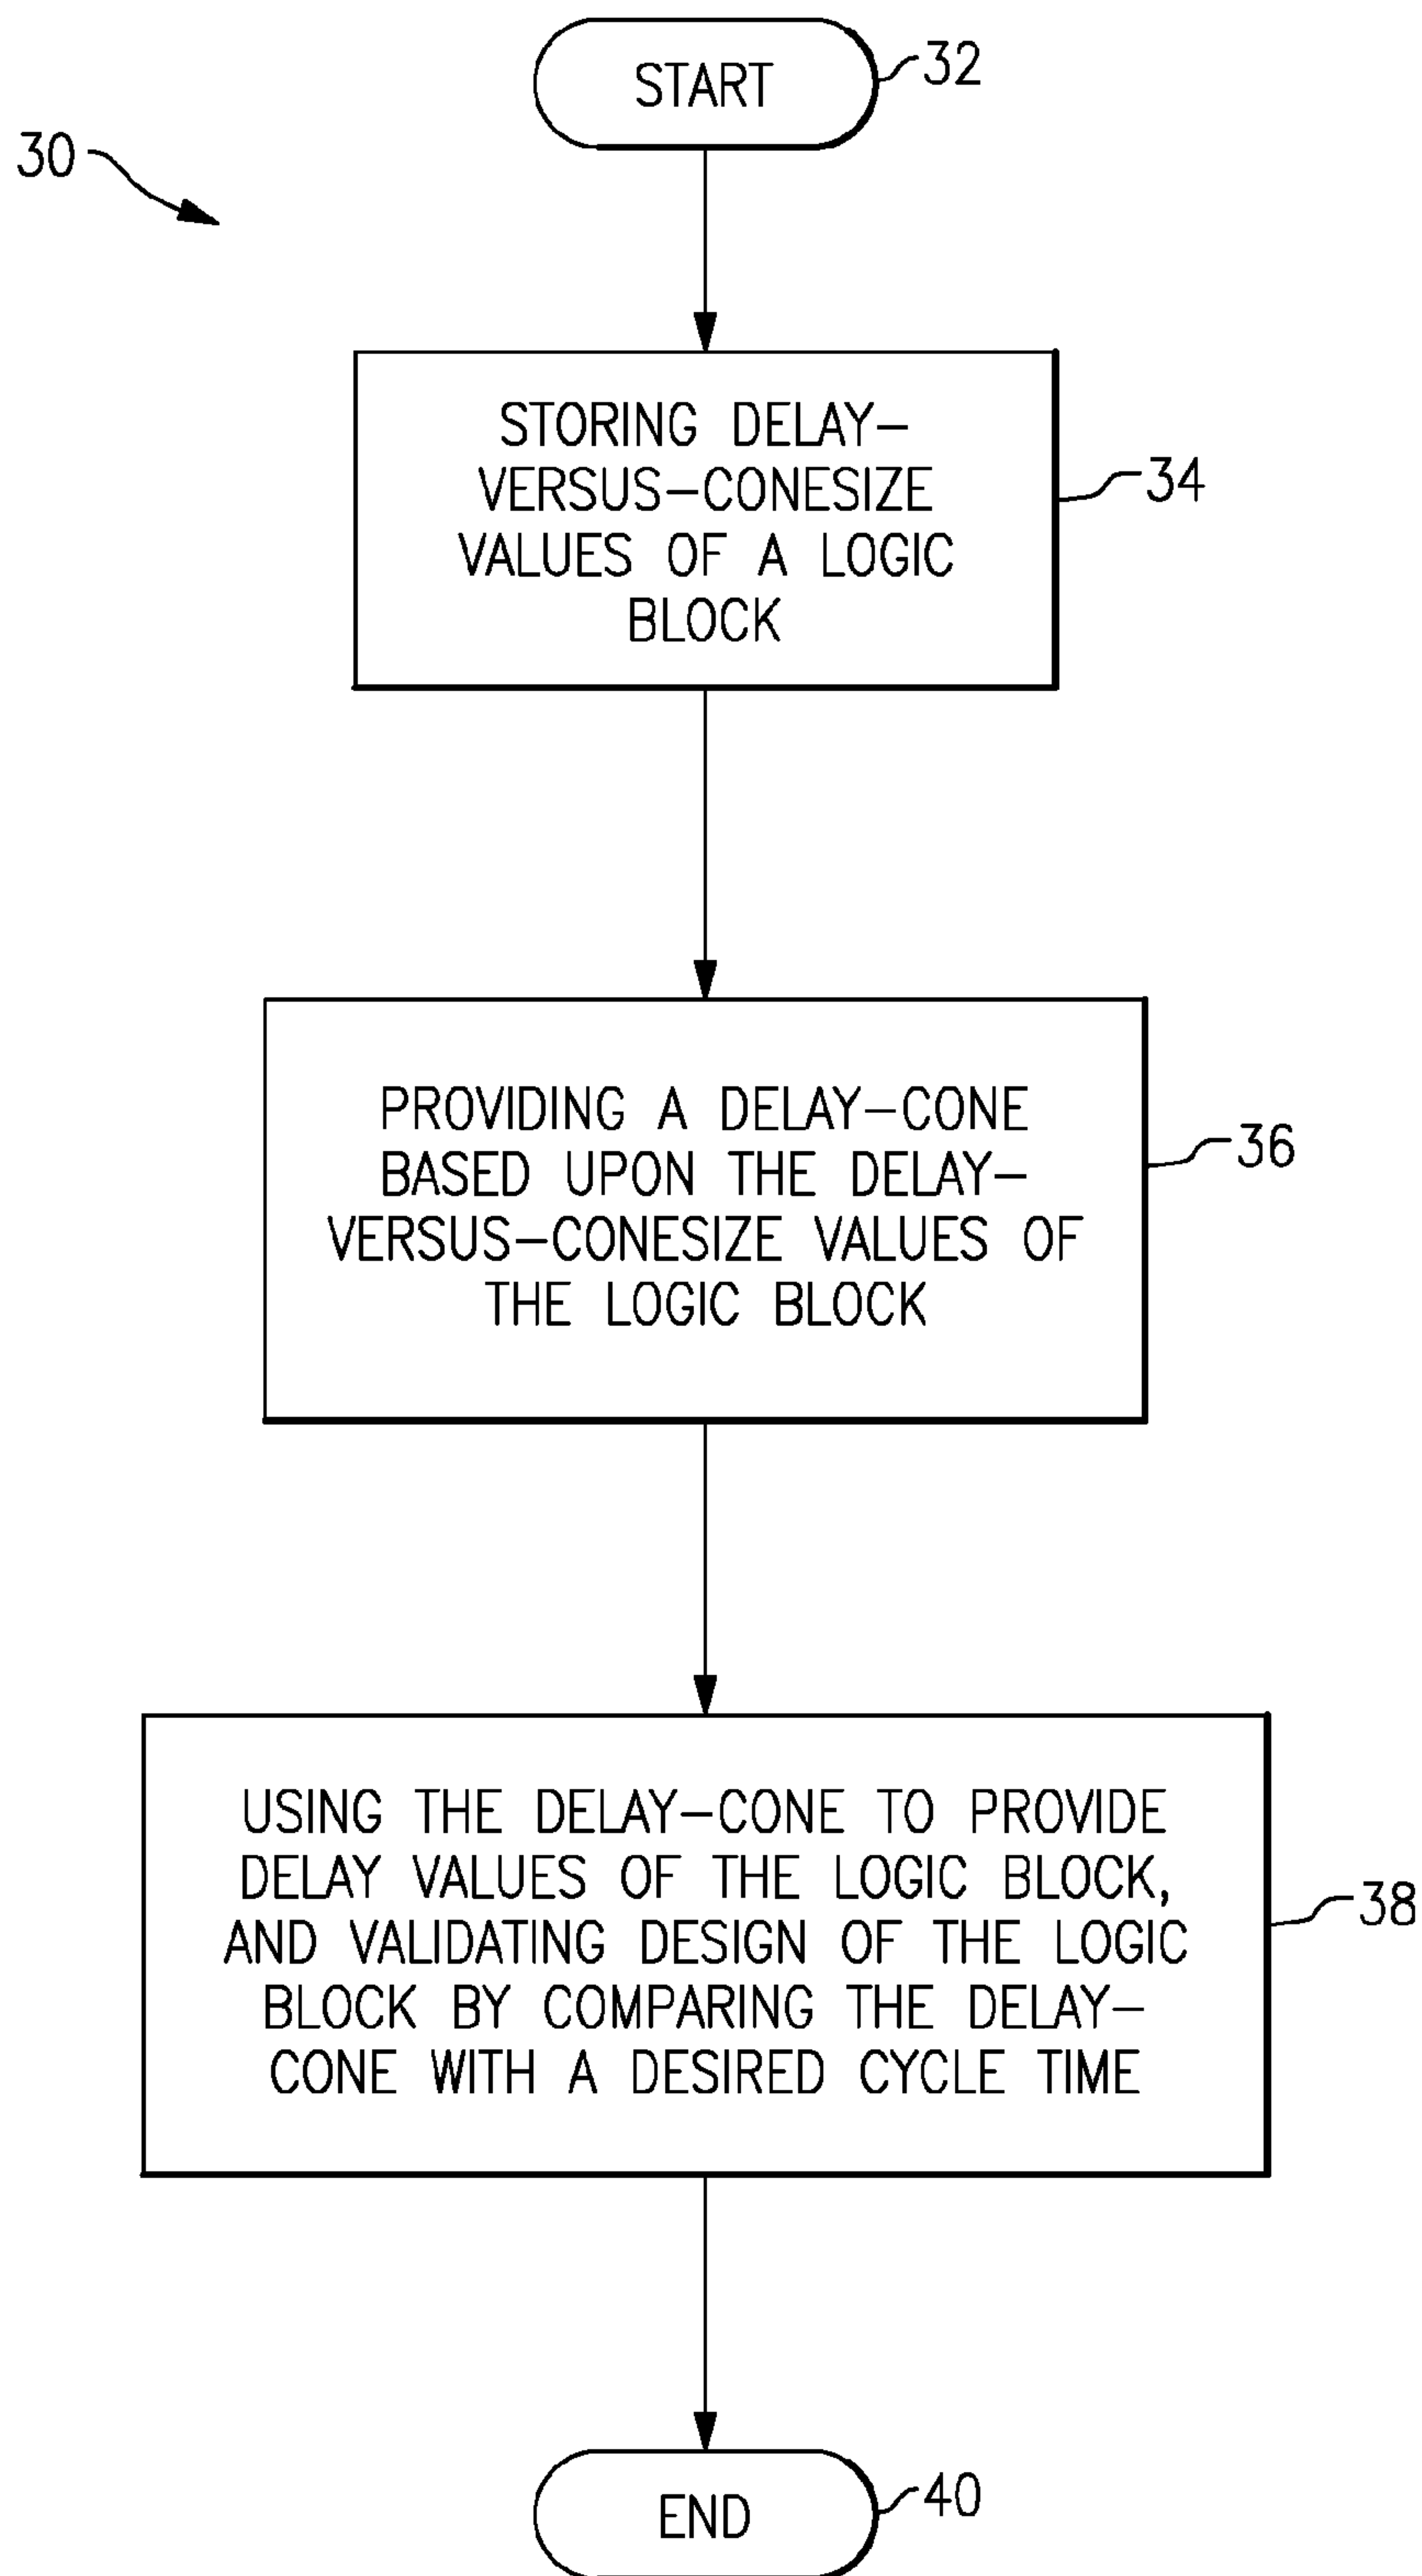 START
32
30
STORING DELAY-
VERSUS-CONESIZE
VALUES OF A LOGIC
BLOCK
34
PROVIDING A DELAY-CONE
BASED UPON THE DELAY-
VERSUS-CONESIZE VALUES OF
THE LOGIC BLOCK
36
USING THE DELAY-CONE TO PROVIDE
DELAY VALUES OF THE LOGIC BLOCK,
AND VALIDATING DESIGN OF THE LOGIC
BLOCK BY COMPARING THE DELAY-
CONE WITH A DESIRED CYCLE TIME
38
END
40